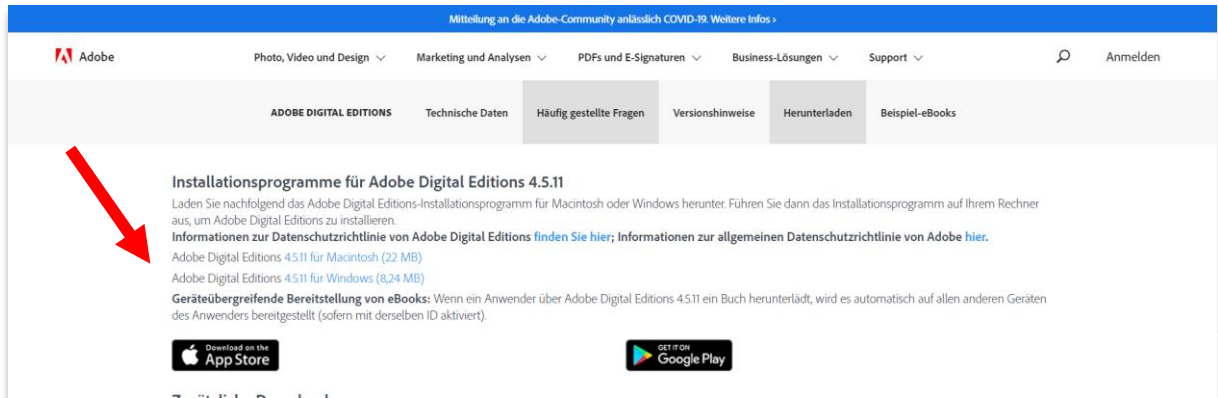 Mitteilung an die Adobe-Community anlässlich COVID-19. Weitere Infos ›
Adobe Photo, Video und Design Marketing und Analysen PDFs und E-Signaturen Business-Lösungen Support Anmelden
ADOBE DIGITAL EDITIONS Technische Daten Häufig gestellte Fragen Versionshinweise Herunterladen Beispiel-eBooks
Installationsprogramme für Adobe Digital Editions 4.5.11
Laden Sie nachfolgend das Adobe Digital Editions-Installationsprogramm für Macintosh oder Windows herunter. Führen Sie dann das Installationsprogramm auf Ihrem Rechner
aus, um Adobe Digital Editions zu installieren.
Informationen zur Datenschutzrichtlinie von Adobe Digital Editions finden Sie hier; Informationen zur allgemeinen Datenschutzrichtlinie von Adobe hier.
Adobe Digital Editions 4.5.11 für Macintosh (22 MB)
Adobe Digital Editions 4.5.11 für Windows (8,24 MB)
Geräteübergreifende Bereitstellung von eBooks: Wenn ein Anwender über Adobe Digital Editions 4.5.11 ein Buch herunterlädt, wird es automatisch auf allen anderen Geräten
des Anwenders bereitgestellt (sofern mit derselben ID aktiviert).
Download on the GET IT ON
App Store Google Play